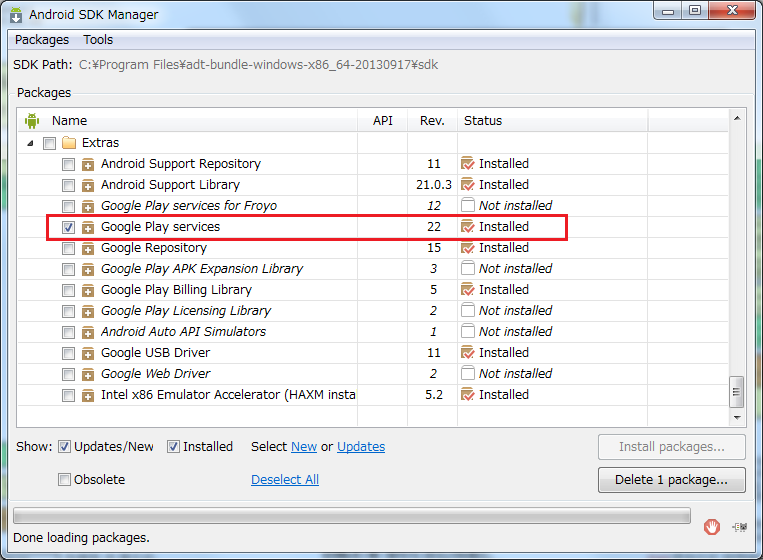 Android SDK Manager
Packages Tools
SDK Path: C:¥Program Files¥adt-bundle-windows-x86_64-20130917¥sdk
Packages
Name API Rev. Status
Extras
Android Support Repository 11 Installed
Android Support Library 21.0.3 Installed
Google Play services for Froyo 12 Not installed
Google Play services 22 Installed
Google Repository 15 Installed
Google Play APK Expansion Library 3 Not installed
Google Play Billing Library 5 Installed
Google Play Licensing Library 2 Not installed
Android Auto API Simulators 1 Not installed
Google USB Driver 11 Installed
Google Web Driver 2 Not installed
Intel x86 Emulator Accelerator (HAXM insta 5.2 Installed
Show: Updates/New Installed Select New or Updates Install packages...
Obsolete Deselect All Delete 1 package...
Done loading packages.